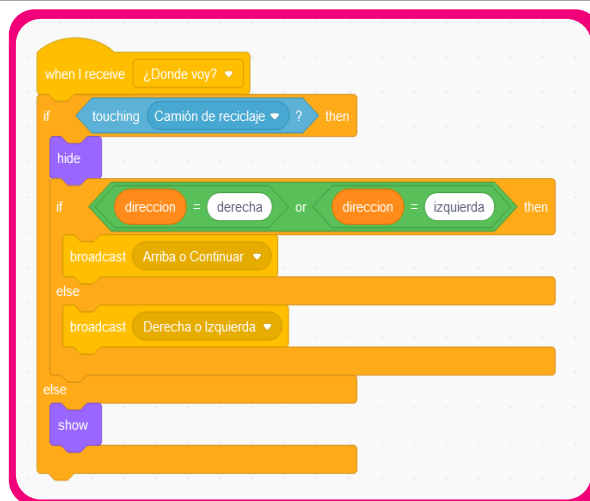 when I receive ¿Donde voy?
if touching Camión de reciclaje ? then
hide
if direccion = derecha or direccion = izquierda then
broadcast Arriba o Continuar
else
broadcast Derecha o Izquierda
else
show